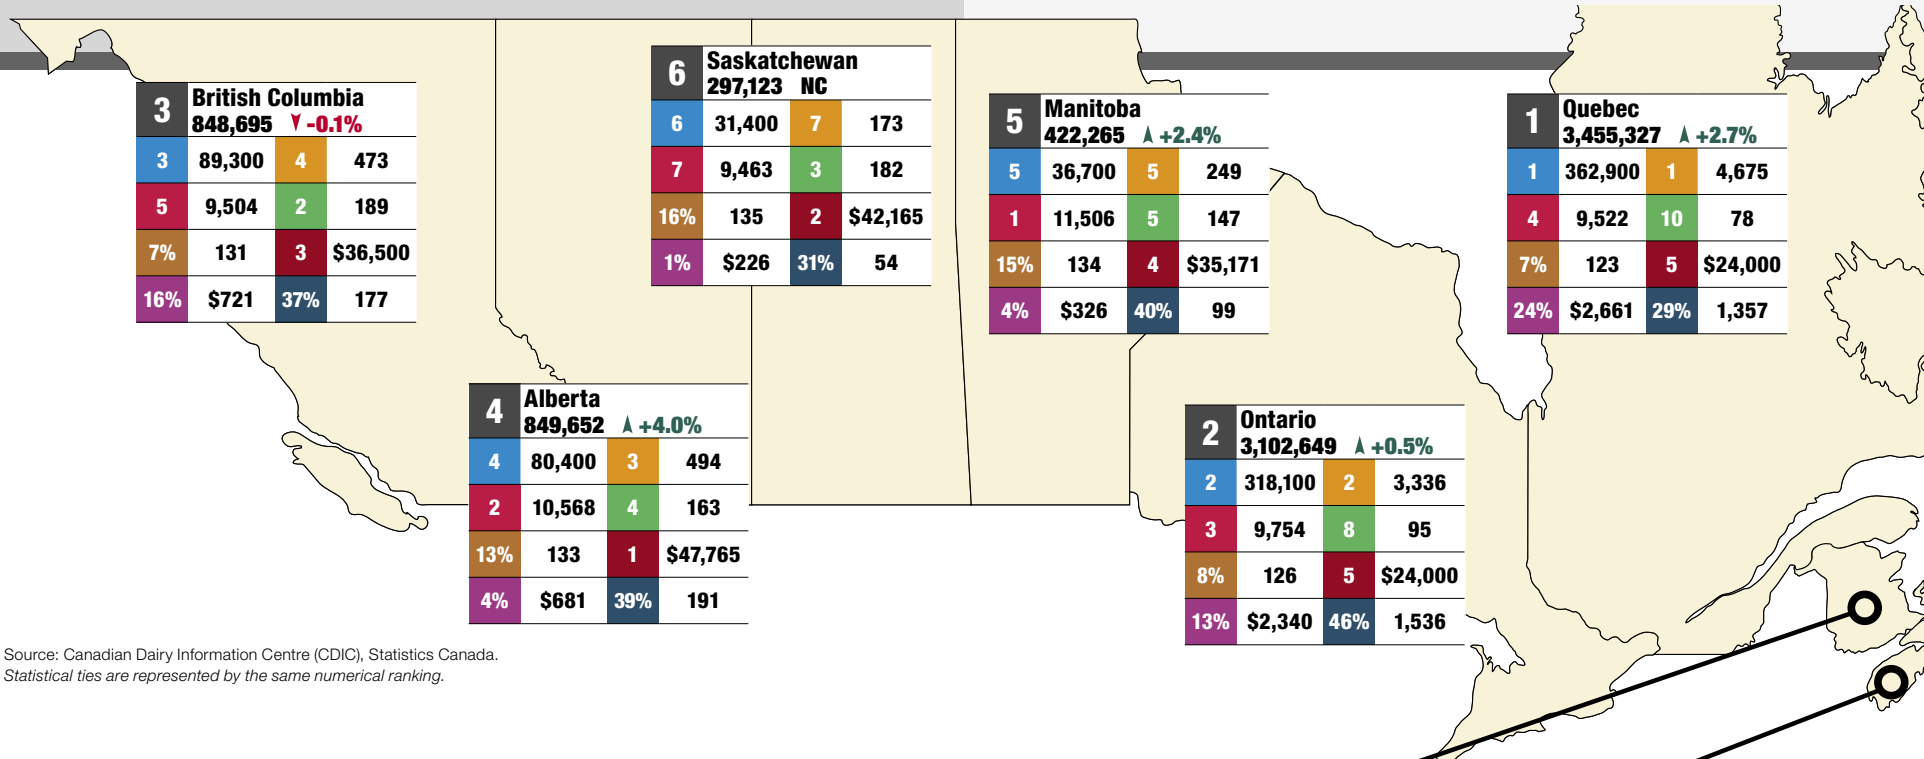 3 British Columbia
848,695 -0.1%
3 89,300 4 473
5 9,504 2 189
7% 131 3 $36,500
16% $721 37% 177
6 Saskatchewan
297,123 NC
6 31,400 7 173
7 9,463 3 182
16% 135 2 $42,165
1% $226 31% 54
5 Manitoba
422,265 +2.4%
5 36,700 5 249
1 11,506 5 147
15% 134 4 $35,171
4% $326 40% 99
1 Quebec
3,455,327 +2.7%
1 362,900 1 4,675
4 9,522 10 78
7% 123 5 $24,000
24% $2,661 29% 1,357
4 Alberta
849,652 +4.0%
4 80,400 3 494
2 10,568 4 163
13% 133 1 $47,765
4% $681 39% 191
2 Ontario
3,102,649 +0.5%
2 318,100 2 3,336
3 9,754 8 95
8% 126 5 $24,000
13% $2,340 46% 1,536
Source: Canadian Dairy Information Centre (CDIC), Statistics Canada.
Statistical ties are represented by the same numerical ranking.